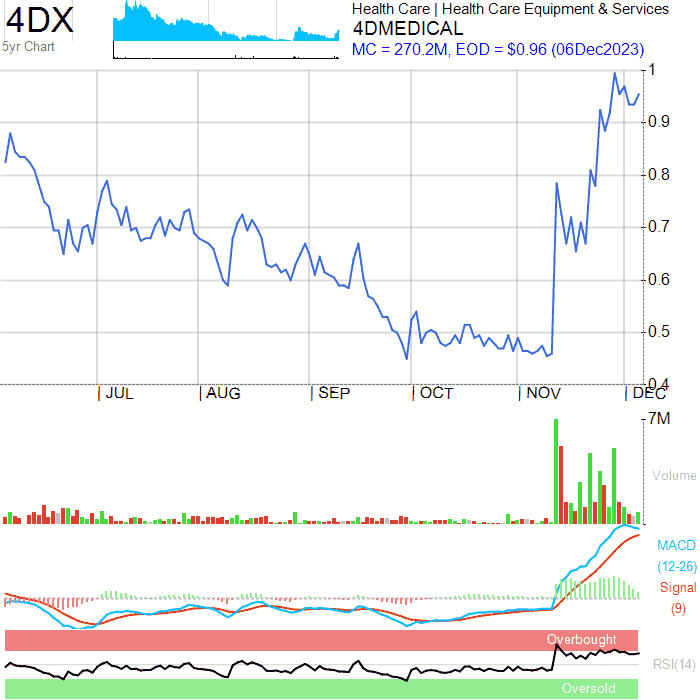 4DX
5yr Chart
Health Care | Health Care Equipment & Services
4DMEDICAL
MC = 270.2M, EOD = $0.96 (06Dec2023)
1
0.9
0.8
0.7
0.6
0.5
0.4
| JUL | AUG | SEP | OCT | NOV | DEC
7M
Volume
MACD
(12-26)
Signal
(9)
Overbought
RSI(14)
Oversold